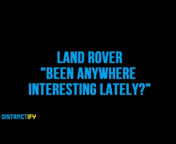 LAND ROVER
"BEEN ANYWHERE
INTERESTING LATELY?"
DISTRACTIFY